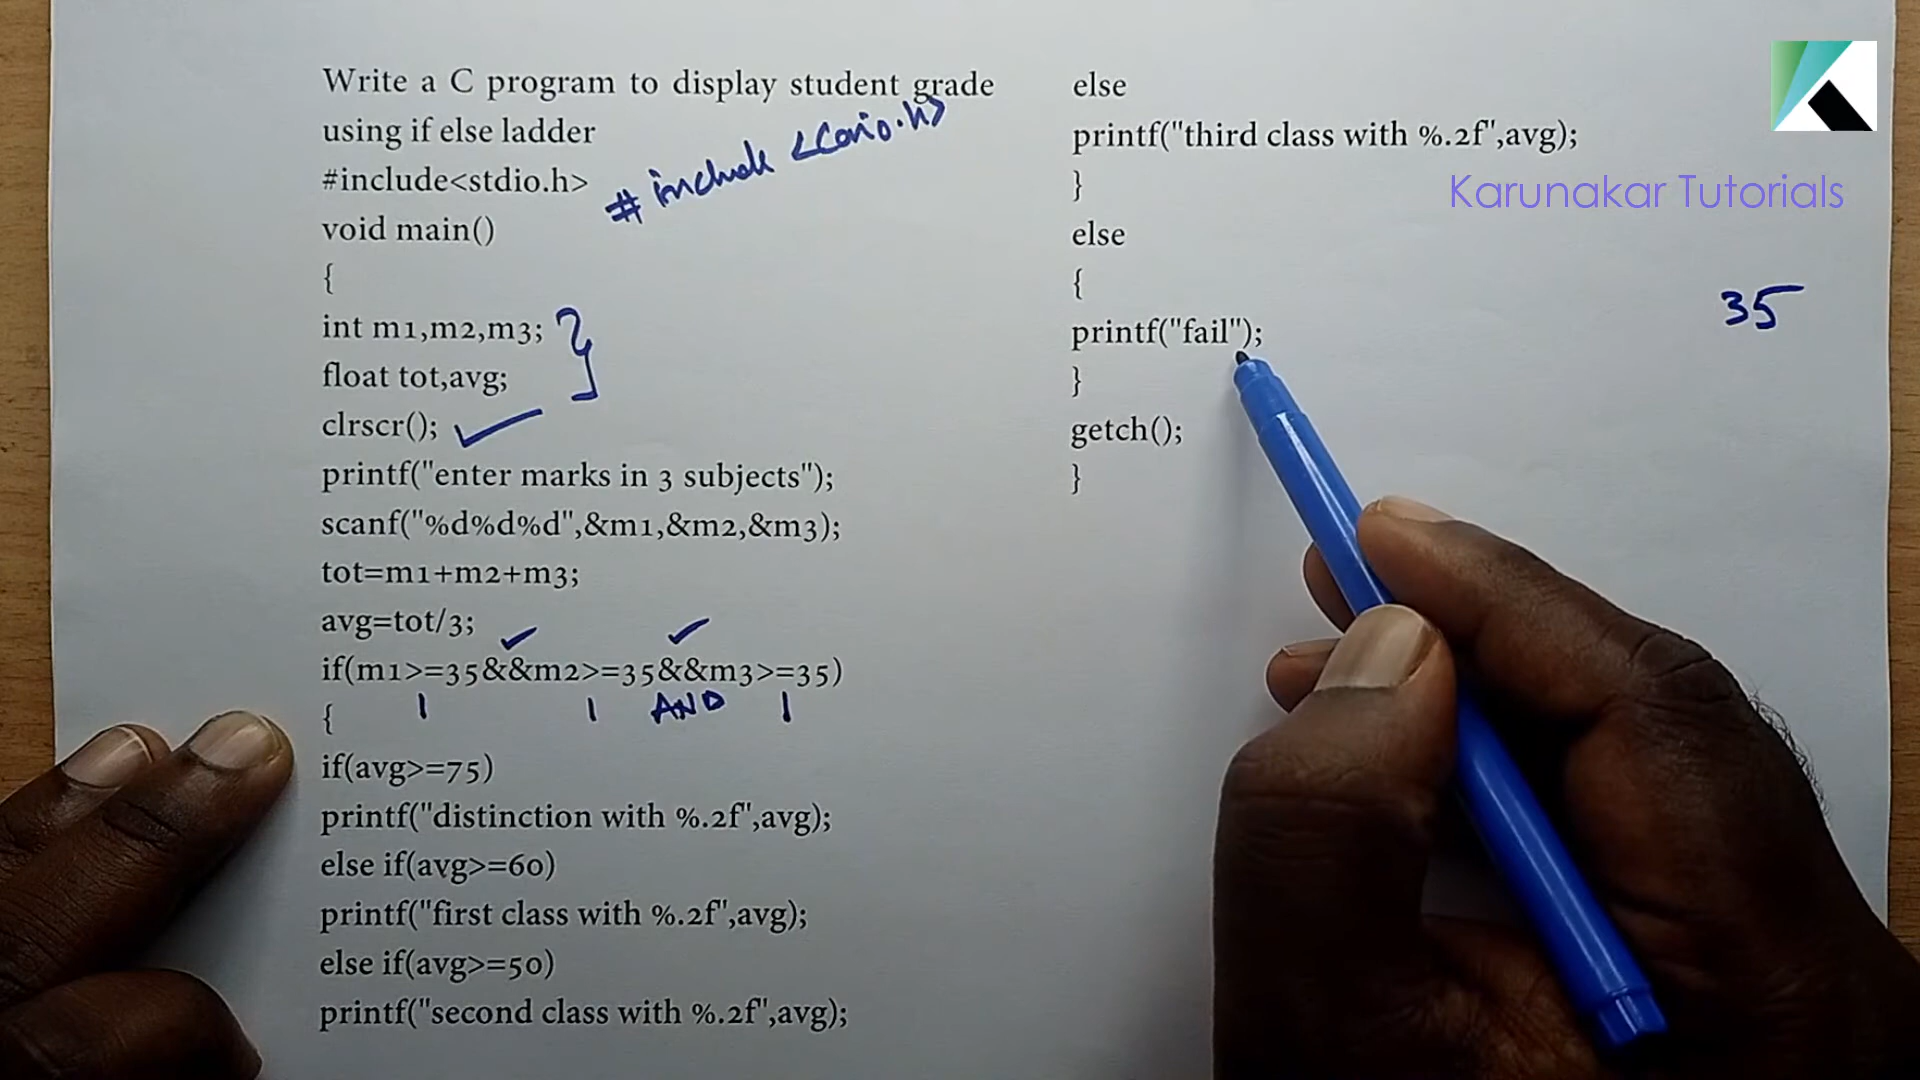 Write a C program to display student grade
using if else ladder
#include<stdio.h>
# include <conio.h>
void main()
{
int m1,m2,m3;
float tot,avg;
clrscr();
printf("enter marks in 3 subjects");
scanf("%d%d%d",&m1,&m2,&m3);
tot=m1+m2+m3;
avg=tot/3;
if(m1>=35&&m2>=35&&m3>=35)
1 1 AND 1
{
if(avg>=75)
printf("distinction with %.2f",avg);
else if(avg>=60)
printf("first class with %.2f",avg);
else if(avg>=50)
printf("second class with %.2f",avg);
else
printf("third class with %.2f",avg);
}
else
{
printf("fail");
}
getch();
}
Karunakar Tutorials
35